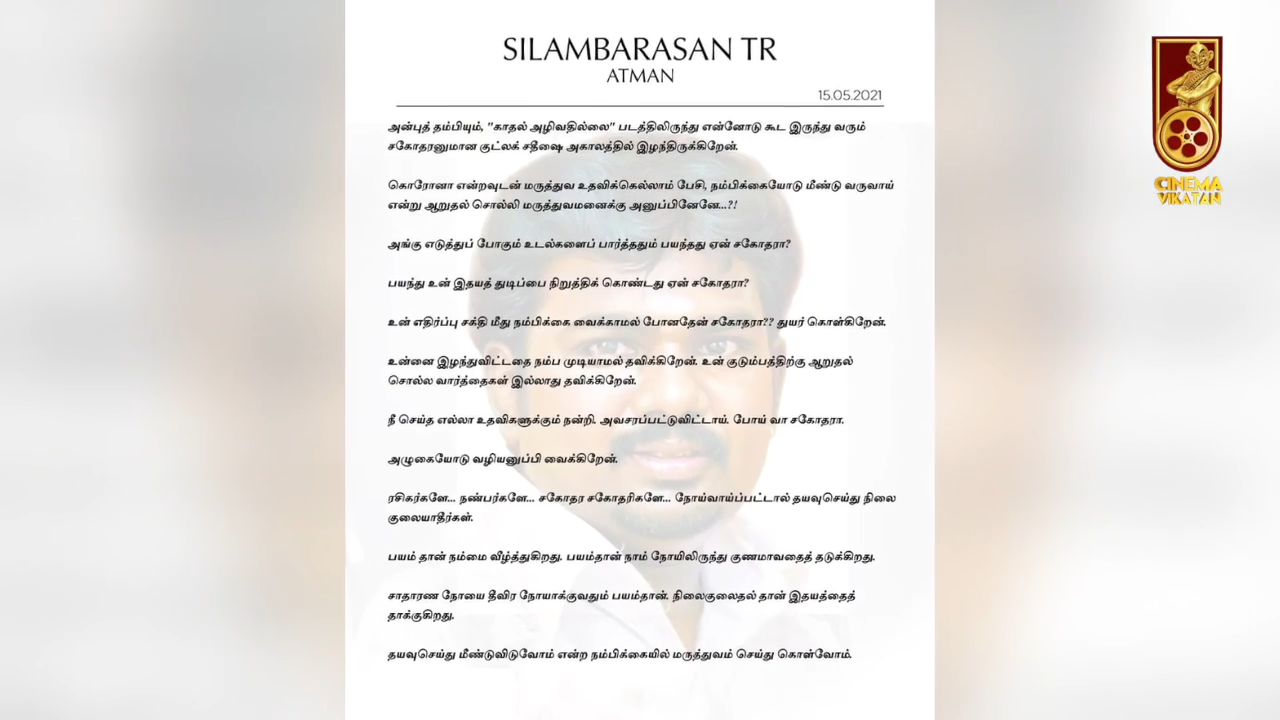 SILAMBARASAN TR
ATMAN
15.05.2021
அன்புத் தம்பியும், "காதல் அழிவதில்லை" படத்திலிருந்து என்னோடு கூட இருந்து வரும்
சகோதரனுமான குட்லக் சதீஷை அகாலத்தில் இழந்திருக்கிறேன்.
கொரோனா என்றவுடன் மருத்துவ உதவிக்கெல்லாம் பேசி, நம்பிக்கையோடு மீண்டு வருவாய்
என்று ஆறுதல் சொல்லி மருத்துவமனைக்கு அனுப்பினேனே...?!
அங்கு எடுத்துப் போகும் உடல்களைப் பார்த்ததும் பயந்தது ஏன் சகோதரா?
பயந்து உன் இதயத் துடிப்பை நிறுத்திக் கொண்டது ஏன் சகோதரா?
உன் எதிர்ப்பு சக்தி மீது நம்பிக்கை வைக்காமல் போனதேன் சகோதரா?? துயர் கொள்கிறேன்.
உன்னை இழந்துவிட்டதை நம்ப முடியாமல் தவிக்கிறேன். உன் குடும்பத்திற்கு ஆறுதல்
சொல்ல வார்த்தைகள் இல்லாது தவிக்கிறேன்.
நீ செய்த எல்லா உதவிகளுக்கும் நன்றி. அவசரப்பட்டுவிட்டாய். போய் வா சகோதரா.
அழுகையோடு வழியனுப்பி வைக்கிறேன்.
ரசிகர்களே... நண்பர்களே... சகோதர சகோதரிகளே... நோய்வாய்ப்பட்டால் தயவுசெய்து நிலை
குலையாதீர்கள்.
பயம் தான் நம்மை வீழ்த்துகிறது. பயம்தான் நாம் நோயிலிருந்து குணமாவதைத் தடுக்கிறது.
சாதாரண நோயை தீவிர நோயாக்குவதும் பயம்தான். நிலைகுலைதல் தான் இதயத்தைத்
தாக்குகிறது.
தயவுசெய்து மீண்டுவிடுவோம் என்ற நம்பிக்கையில் மருத்துவம் செய்து கொள்வோம்.
CINEMA
VIKATAN